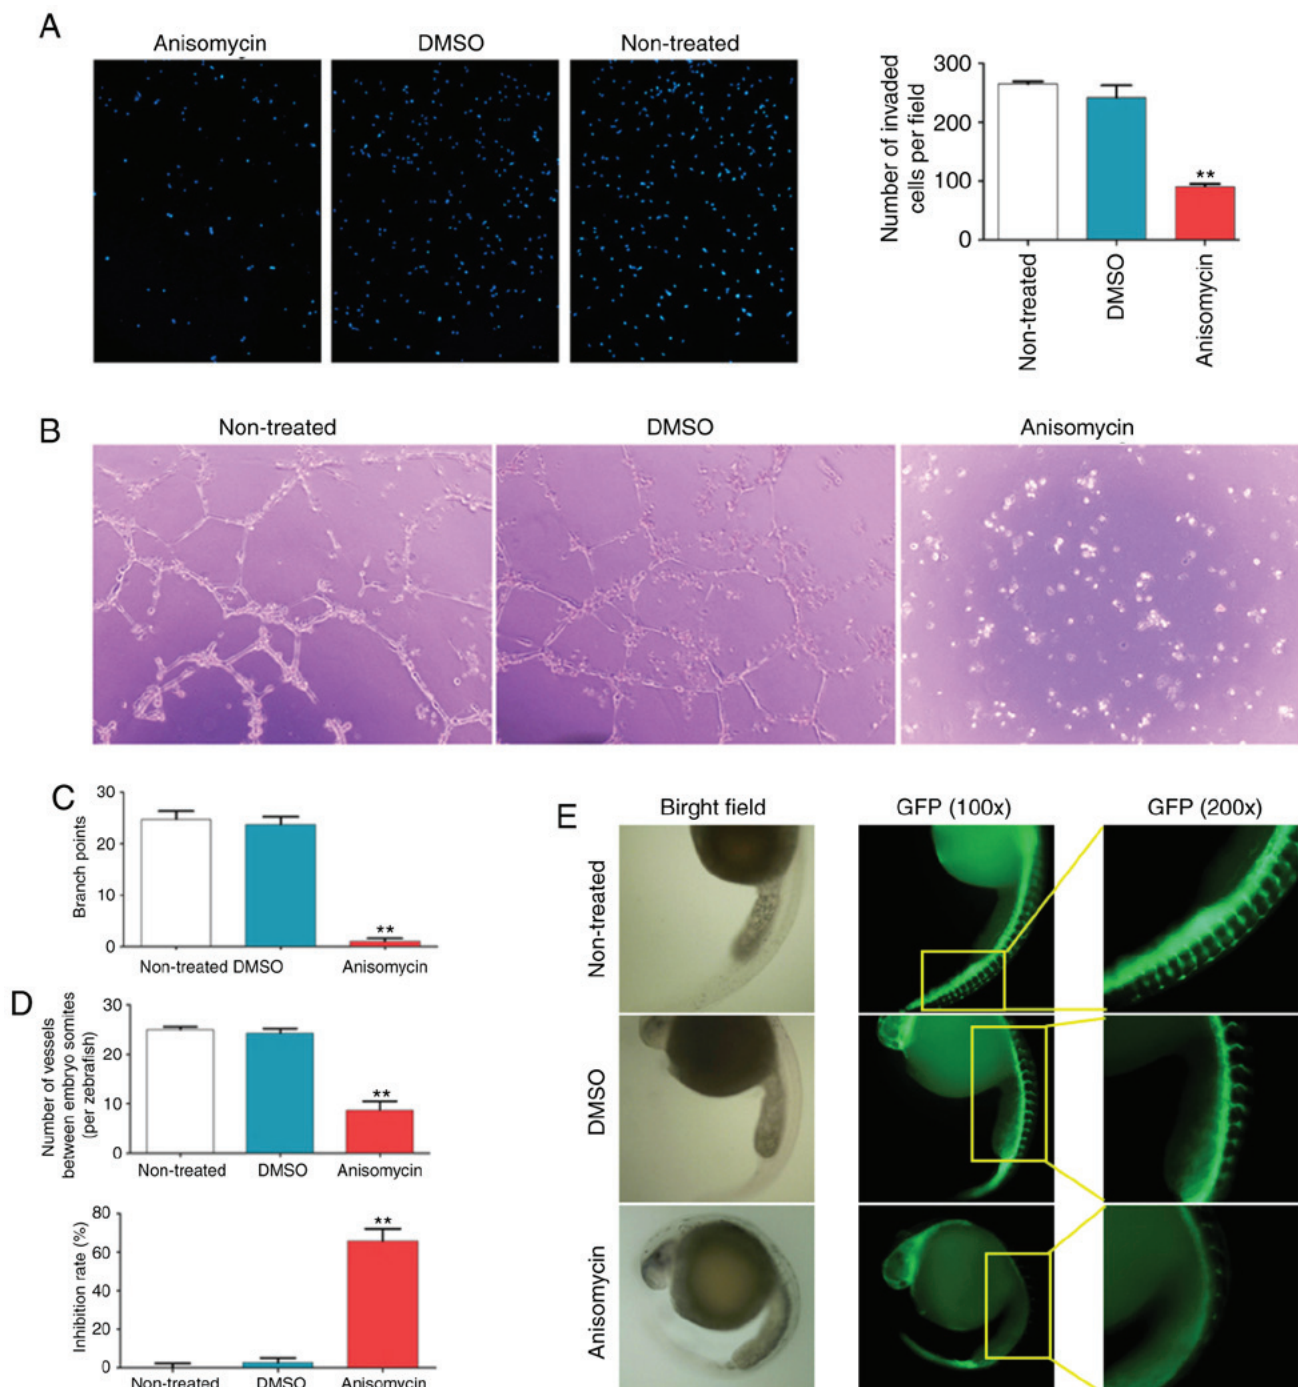 A
Anisomycin
DMSO
Non-treated
Number of invaded
cells per field
300
200
100
0
**
Non-treated
DMSO
Anisomycin
B
Non-treated
DMSO
Anisomycin
C
Branch points
30
20
10
0
**
Non-treated DMSO
Anisomycin
D
Number of vessels
between embryo somites
(per zebrafish)
30
20
10
0
**
Non-treated
DMSO
Anisomycin
Inhibition rate (%)
80
60
40
20
0
**
Non-treated
DMSO
Anisomycin
E
Birght field
GFP (100x)
GFP (200x)
Non-treated
DMSO
Anisomycin